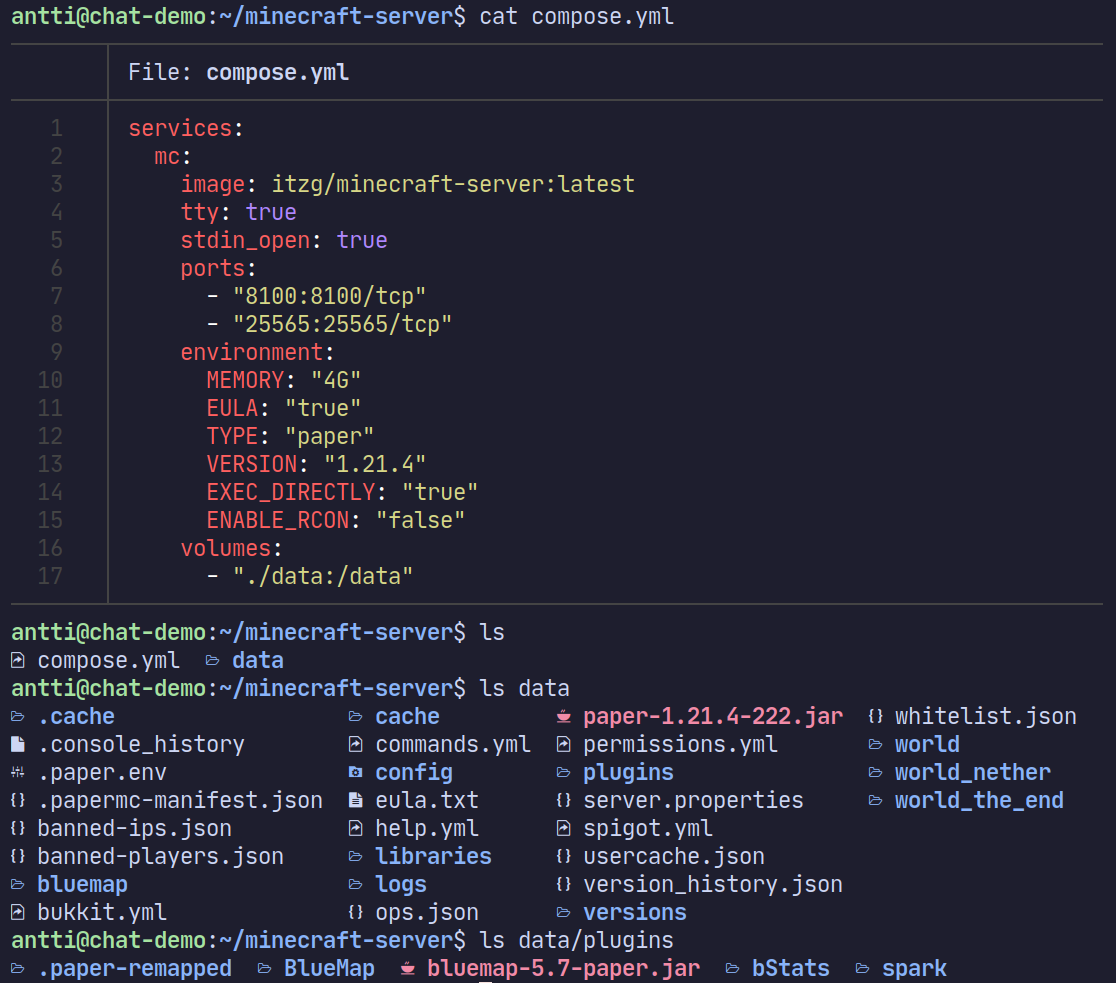 antti@chat-demo:~/minecraft-server$ cat compose.yml
File: compose.yml
1 services:
2   mc:
3     image: itzg/minecraft-server:latest
4     tty: true
5     stdin_open: true
6     ports:
7       - "8100:8100/tcp"
8       - "25565:25565/tcp"
9     environment:
10       MEMORY: "4G"
11       EULA: "true"
12       TYPE: "paper"
13       VERSION: "1.21.4"
14       EXEC_DIRECTLY: "true"
15       ENABLE_RCON: "false"
16     volumes:
17       - "./data:/data"
antti@chat-demo:~/minecraft-server$ ls
compose.yml data
antti@chat-demo:~/minecraft-server$ ls data
.cache cache paper-1.21.4-222.jar whitelist.json
.console_history commands.yml permissions.yml world
.paper.env config plugins world_nether
.papermc-manifest.json eula.txt server.properties world_the_end
banned-ips.json help.yml spigot.yml
banned-players.json libraries usercache.json
bluemap logs version_history.json
bukkit.yml ops.json versions
antti@chat-demo:~/minecraft-server$ ls data/plugins
.paper-remapped BlueMap bluemap-5.7-paper.jar bStats spark